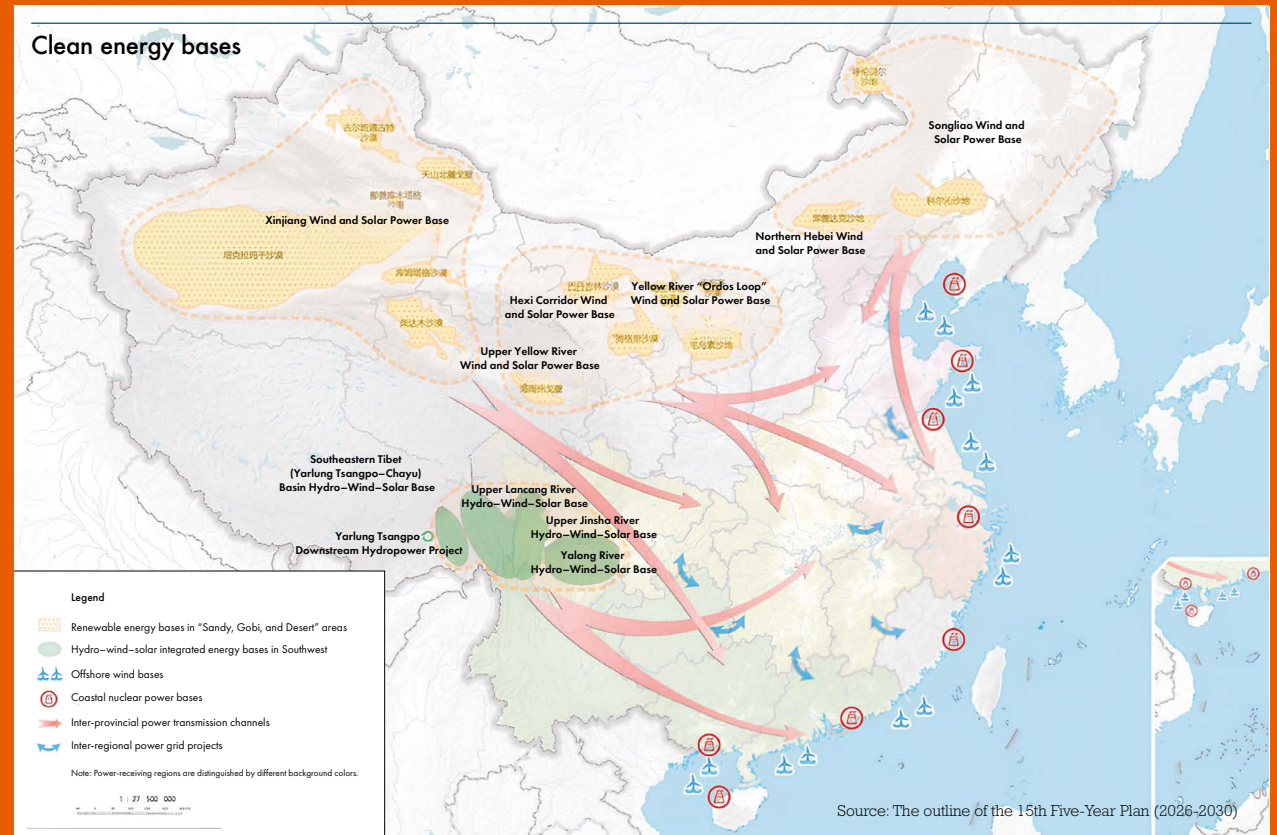 Clean energy bases
呼伦贝尔
沙地
Songliao Wind and
Solar Power Base
古尔班通古特
沙漠
天山北麓戈壁
鄯善库木塔格
沙漠
科尔沁沙地
浑善达克沙地
Xinjiang Wind and Solar Power Base
Northern Hebei Wind
and Solar Power Base
塔克拉玛干沙漠
库姆塔格沙漠
巴丹吉林沙漠
Yellow River “Ordos Loop”
Wind and Solar Power Base
Hexi Corridor Wind
and Solar Power Base
柴达木沙漠
腾格里沙漠
毛乌素沙地
Upper Yellow River
Wind and Solar Power Base
Southeastern Tibet
(Yarlung Tsangpo–Chayu)
Basin Hydro–Wind–Solar Base
Upper Lancang River
Hydro–Wind–Solar Base
Upper Jinsha River
Hydro–Wind–Solar Base
Yarlung Tsangpo
Downstream Hydropower Project
Yalong River
Hydro–Wind–Solar Base
Legend
Renewable energy bases in “Sandy, Gobi, and Desert” areas
Hydro–wind–solar integrated energy bases in Southwest
Offshore wind bases
Coastal nuclear power bases
Inter-provincial power transmission channels
Inter-regional power grid projects
Note: Power-receiving regions are distinguished by different background colors.
1 : 27 500 000
Source: The outline of the 15th Five-Year Plan (2026-2030)